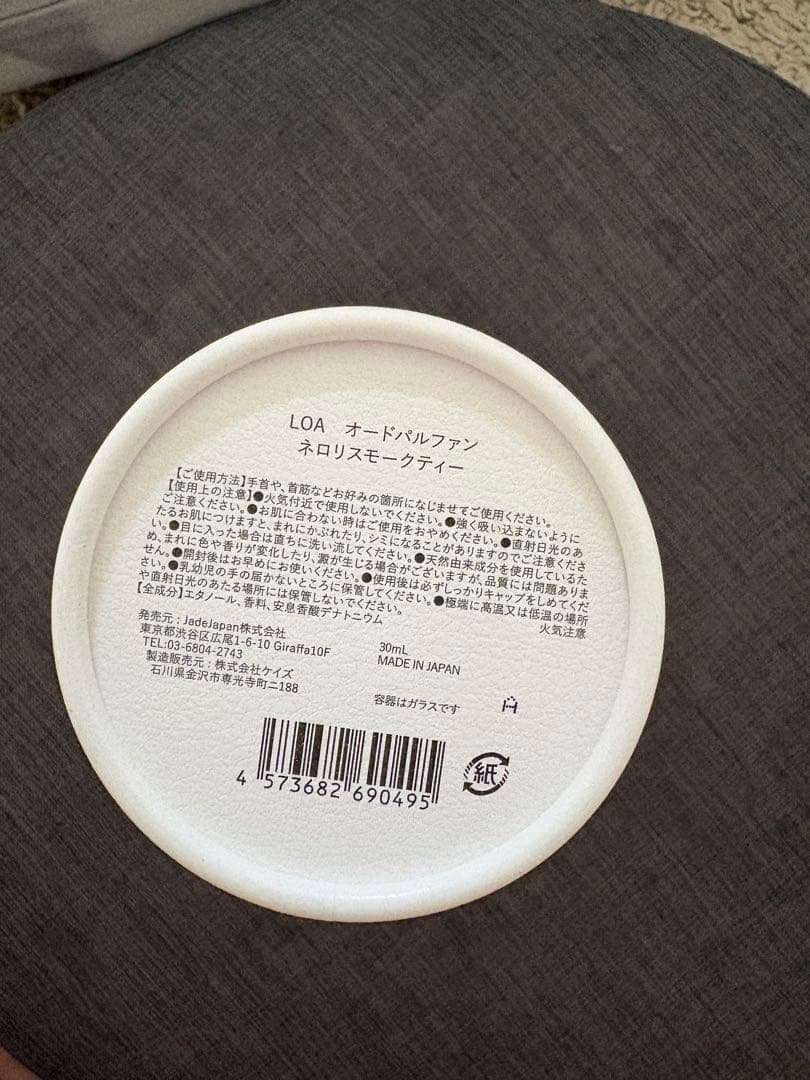 LOA オードパルファン
ネロリスモークティー
【ご使用方法】手首や、首筋などお好みの箇所になじませてご使用ください。
【使用上の注意】●火気付近で使用しないでください。●強く吸い込まないように
ご注意ください。●お肌に合わない時はご使用をおやめください。●直射日光のあ
たるお肌につけますと、まれにかぶれたり、シミになることがありますのでご注意くださ
い。●目に入った場合は直ちに洗い流してください。●天然由来成分を使用しているた
め、まれに色や香りが変化したり、澱が生じる場合がございますが、品質には問題ありま
せん。●開封後はお早めにお使いください。●使用後は必ずしっかりキャップをしめてくだ
さい。●乳幼児の手の届かないところに保管してください。●極端に高温又は低温の場所
や直射日光のあたる場所には保管しないでください。
火気注意
【全成分】エタノール、香料、安息香酸デナトニウム
発売元：JadeJapan株式会社
東京都渋谷区広尾1-6-10 Giraffa10F
TEL:03-6804-2743
製造販売元：株式会社ケイズ
石川県金沢市専光寺町ニ188
30mL
MADE IN JAPAN
容器はガラスです
4 573682 690495
紙